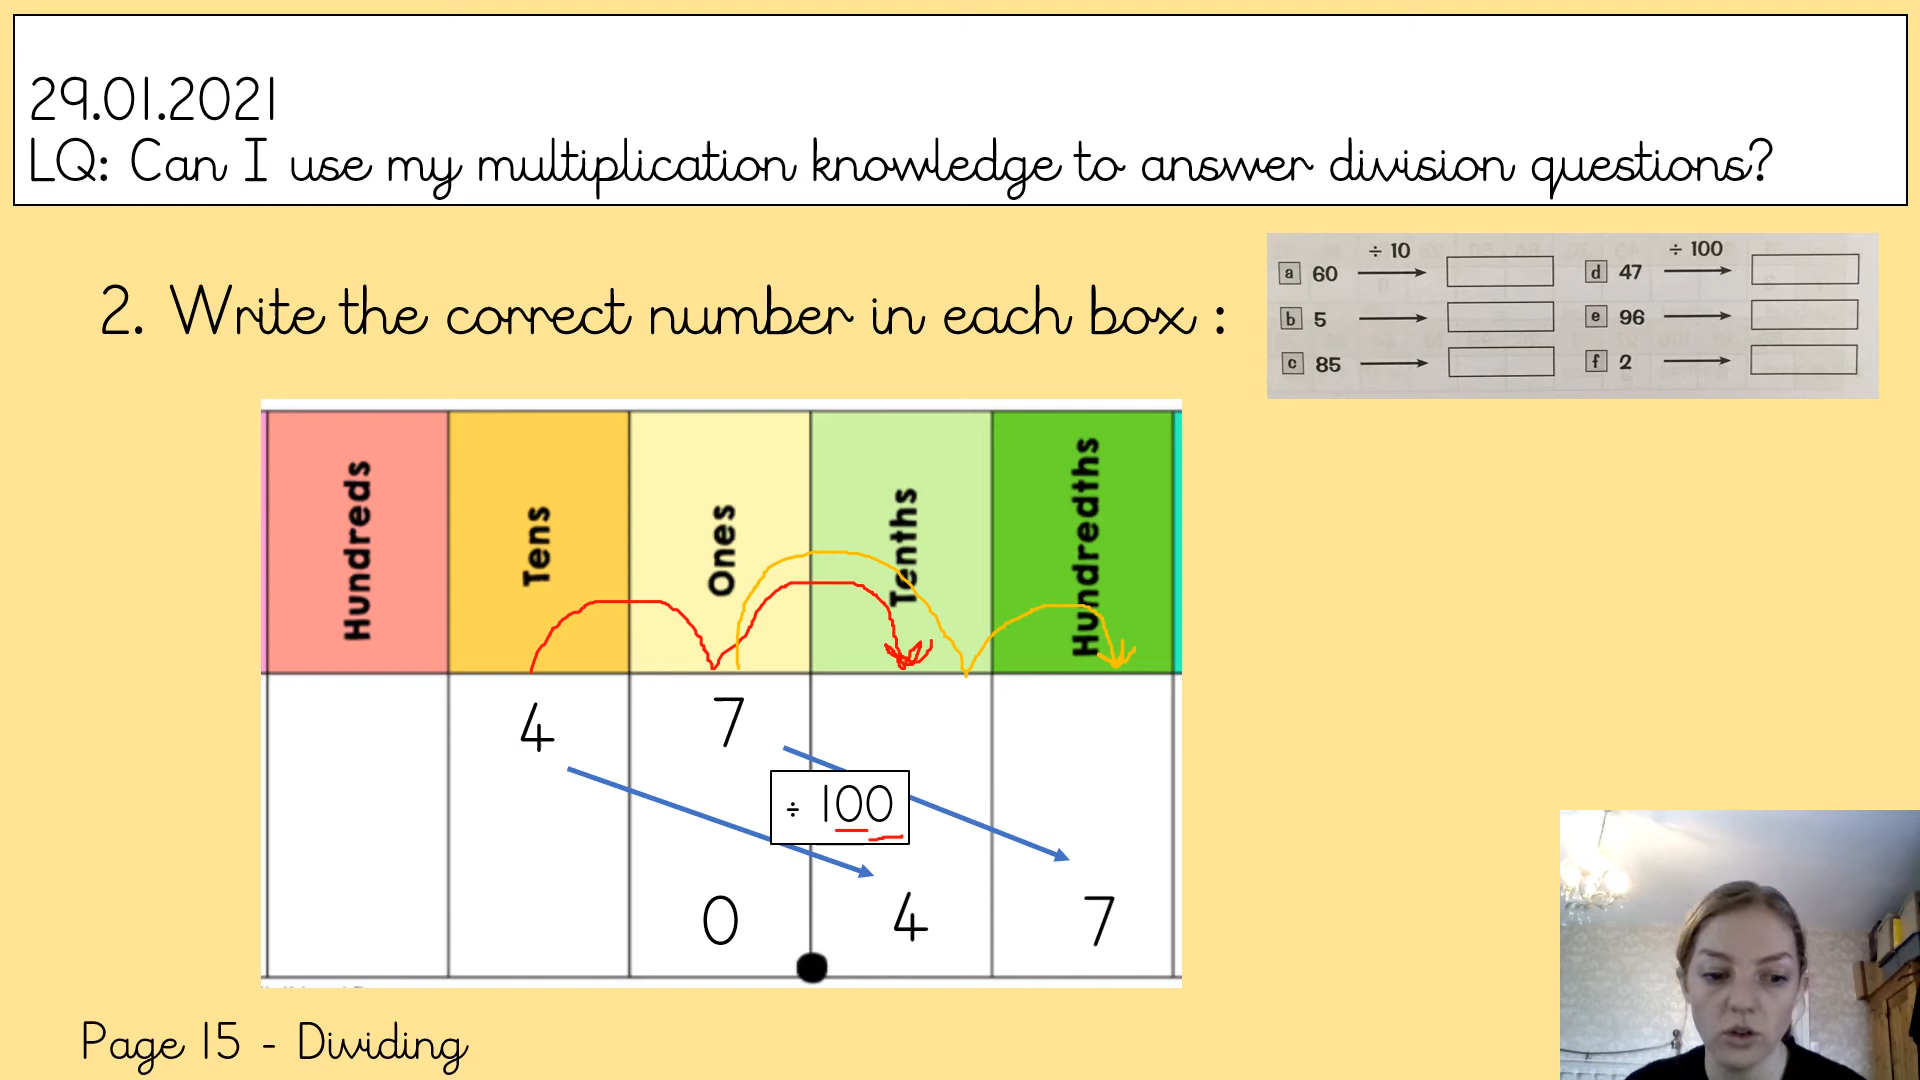 29.01.2021
LQ: Can I use my multiplication knowledge to answer division questions?
2. Write the correct number in each box :
÷ 10
÷ 100
a 60
d 47
b 5
e 96
c 85
f 2
Hundreds
Tens
Ones
Tenths
Hundredths
4 7
÷ 100
0 4 7
Page 15 - Dividing